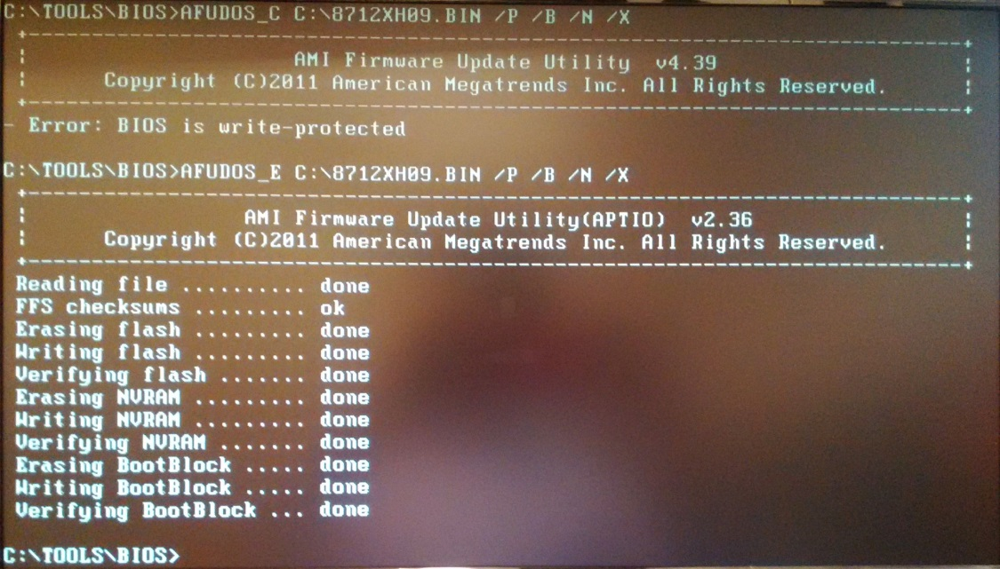 C:\TOOLS\BIOS>AFUDOS_C C:\8712XH09.BIN /P /B /N /X
+---------------------------------------------------------------------------+
¦ AMI Firmware Update Utility v4.39 ¦
¦ Copyright (C)2011 American Megatrends Inc. All Rights Reserved. ¦
+---------------------------------------------------------------------------+
- Error: BIOS is write-protected
C:\TOOLS\BIOS>AFUDOS_E C:\8712XH09.BIN /P /B /N /X
+---------------------------------------------------------------------------+
¦ AMI Firmware Update Utility(APTIO) v2.36 ¦
¦ Copyright (C)2011 American Megatrends Inc. All Rights Reserved. ¦
+---------------------------------------------------------------------------+
Reading file .......... done
FFS checksums ......... ok
Erasing flash ......... done
Writing flash ......... done
Verifying flash ....... done
Erasing NVRAM ......... done
Writing NVRAM ......... done
Verifying NVRAM ....... done
Erasing BootBlock ..... done
Writing BootBlock ..... done
Verifying BootBlock ... done
C:\TOOLS\BIOS>